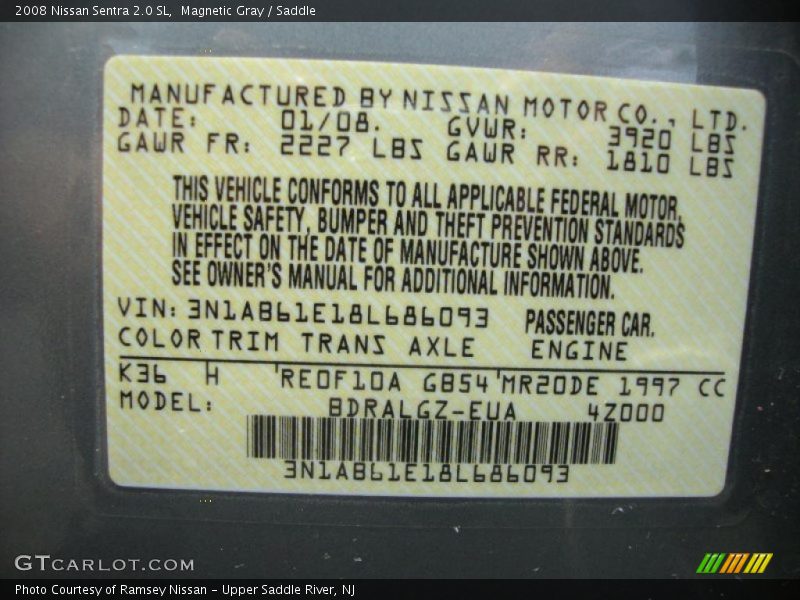 2008 Nissan Sentra 2.0 SL,  Magnetic Gray / Saddle
MANUFACTURED BY NISSAN MOTOR CO., LTD.
DATE: 01/08. GVWR: 3920 LBS
GAWR FR: 2227 LBS GAWR RR: 1810 LBS
THIS VEHICLE CONFORMS TO ALL APPLICABLE FEDERAL MOTOR,
VEHICLE SAFETY, BUMPER AND THEFT PREVENTION STANDARDS
IN EFFECT ON THE DATE OF MANUFACTURE SHOWN ABOVE.
SEE OWNER'S MANUAL FOR ADDITIONAL INFORMATION.
VIN: 3N1AB61E18L686093 PASSENGER CAR.
COLOR TRIM TRANS AXLE ENGINE
K36 H 'RE0F10A GB54 'MR20DE 1997 CC
MODEL: BDRALGZ-EUA 4Z000
3N1AB61E18L686093
GTCARLOT.COM
Photo Courtesy of Ramsey Nissan - Upper Saddle River, NJ